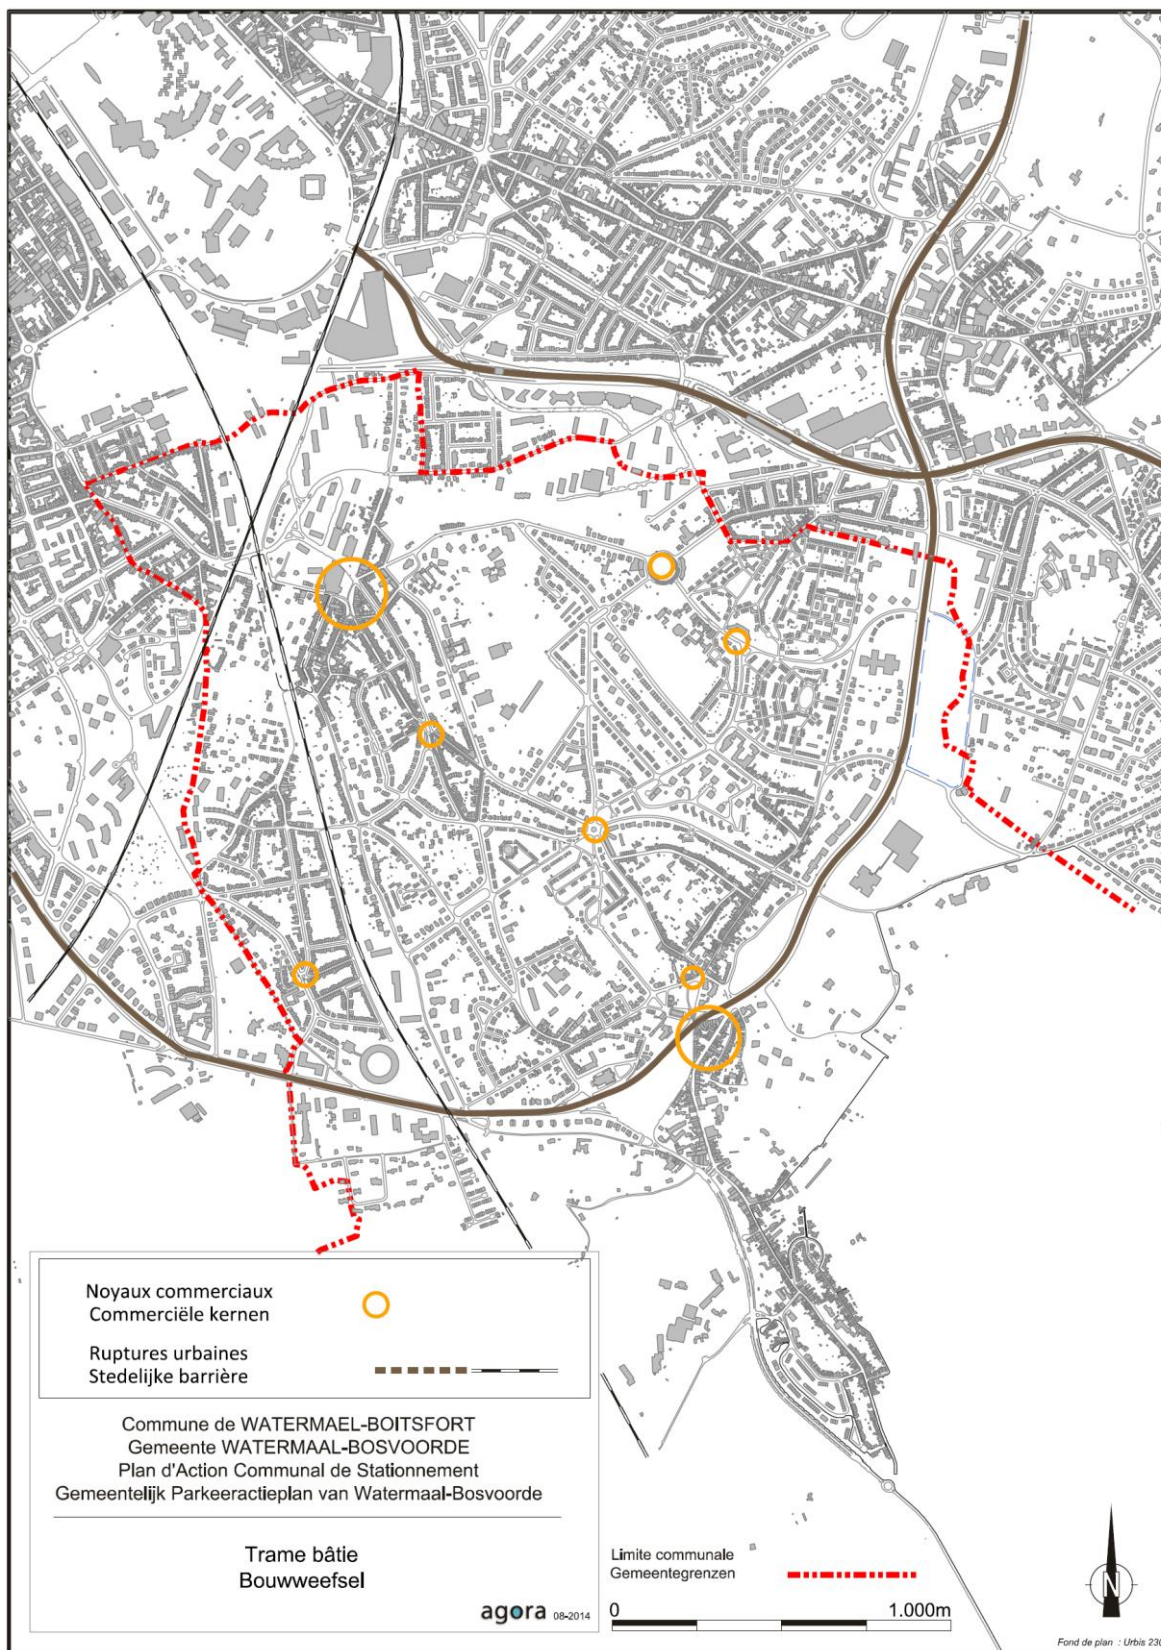 Noyaux commerciaux
Commerciële kernen
Ruptures urbaines
Stedelijke barrière
Commune de WATERMAEL-BOITSFORT
Gemeente WATERMAAL-BOSVOORDE
Plan d'Action Communal de Stationnement
Gemeentelijk Parkeeractieplan van Watermaal-Bosvoorde
Trame bâtie
Bouwweefsel
agora 08-2014
Limite communale
Gemeentegrenzen
0 1.000m
N
Fond de plan : Urbis 230